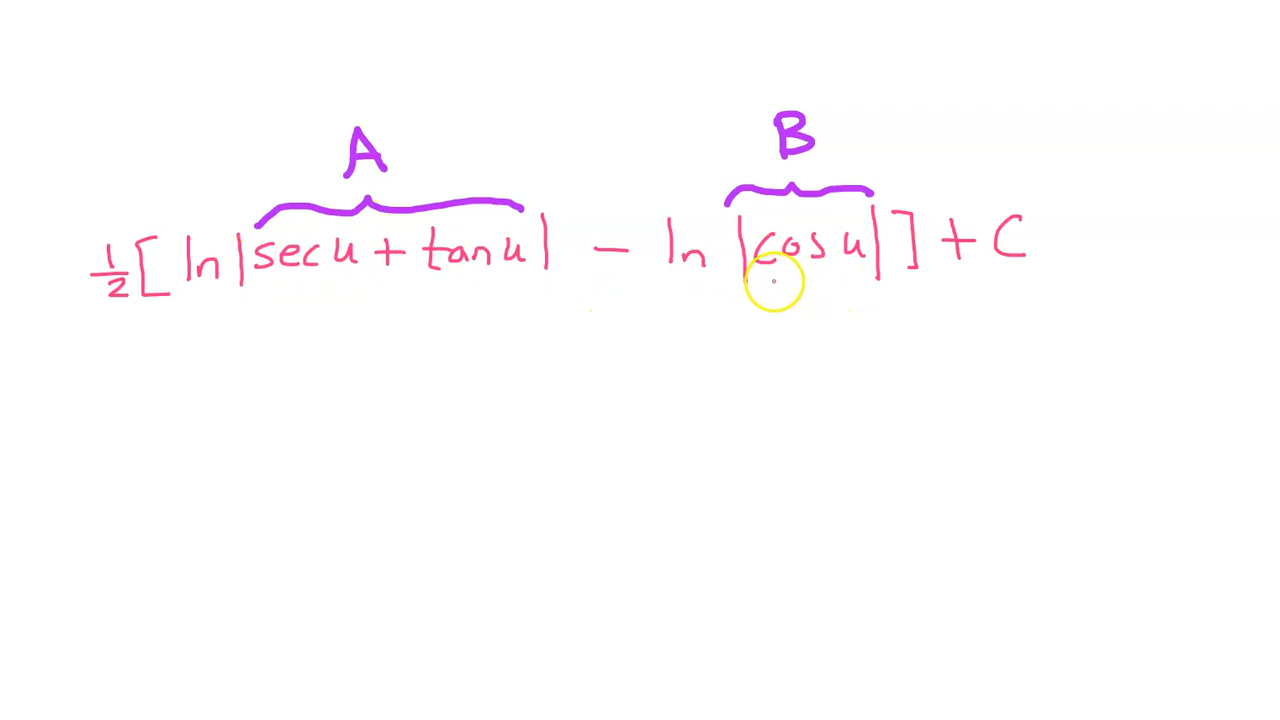 A B
1/2 [ ln |sec u + tan u| - ln |cos u| ] + C